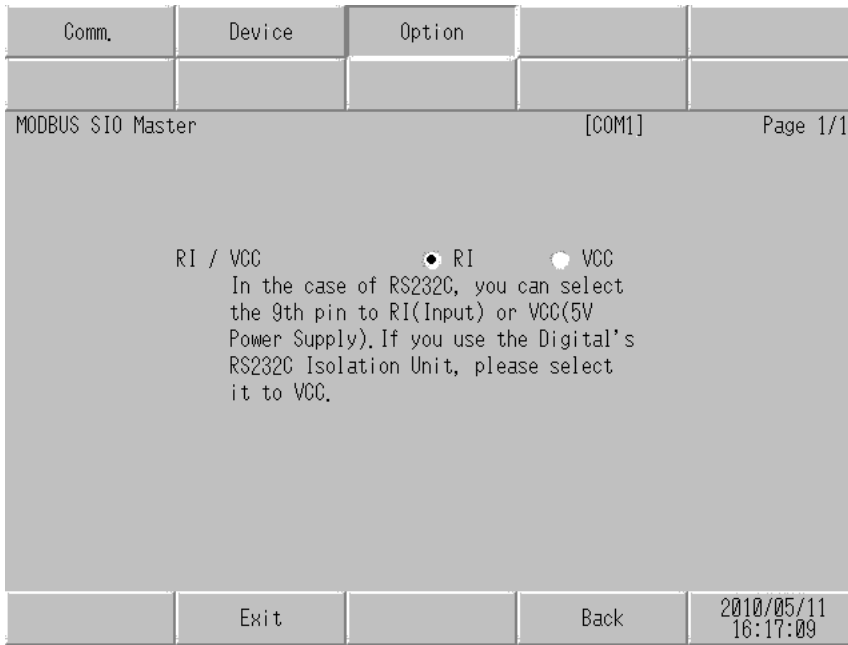 Comm. Device Option
MODBUS SIO Master [COM1] Page 1/1
RI / VCC RI VCC
In the case of RS232C, you can select
the 9th pin to RI(Input) or VCC(5V
Power Supply). If you use the Digital's
RS232C Isolation Unit, please select
it to VCC.
Exit Back 2010/05/11
16:17:09